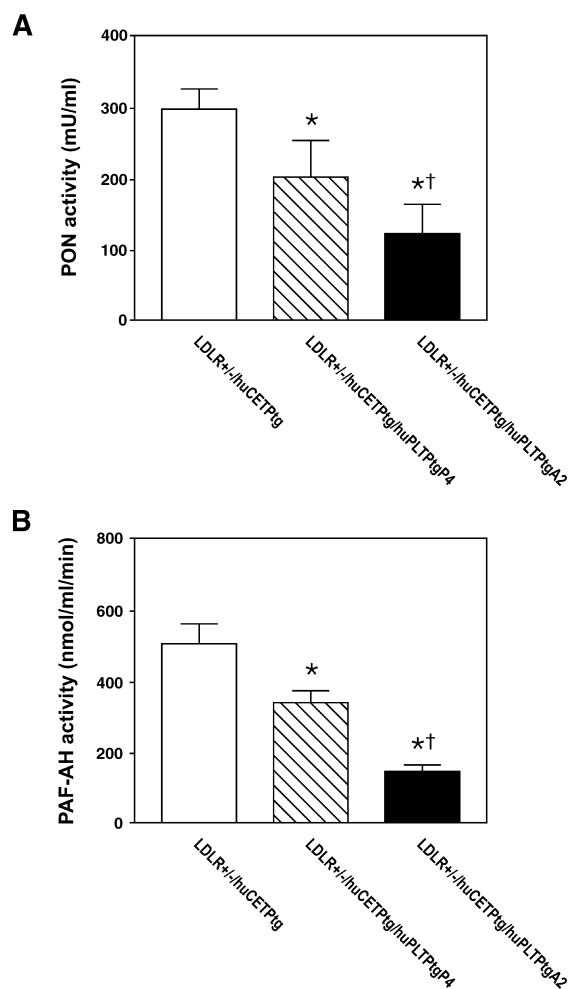 A
PON activity (mU/ml)
400
300
200
100
0
*
*†
LDLR+/-/huCETPtg
LDLR+/-/huCETPtg/huPLTPtgP4
LDLR+/-/huCETPtg/huPLTPtgA2
B
PAF-AH activity (nmol/ml/min)
800
600
400
200
0
*
*†
LDLR+/-/huCETPtg
LDLR+/-/huCETPtg/huPLTPtgP4
LDLR+/-/huCETPtg/huPLTPtgA2